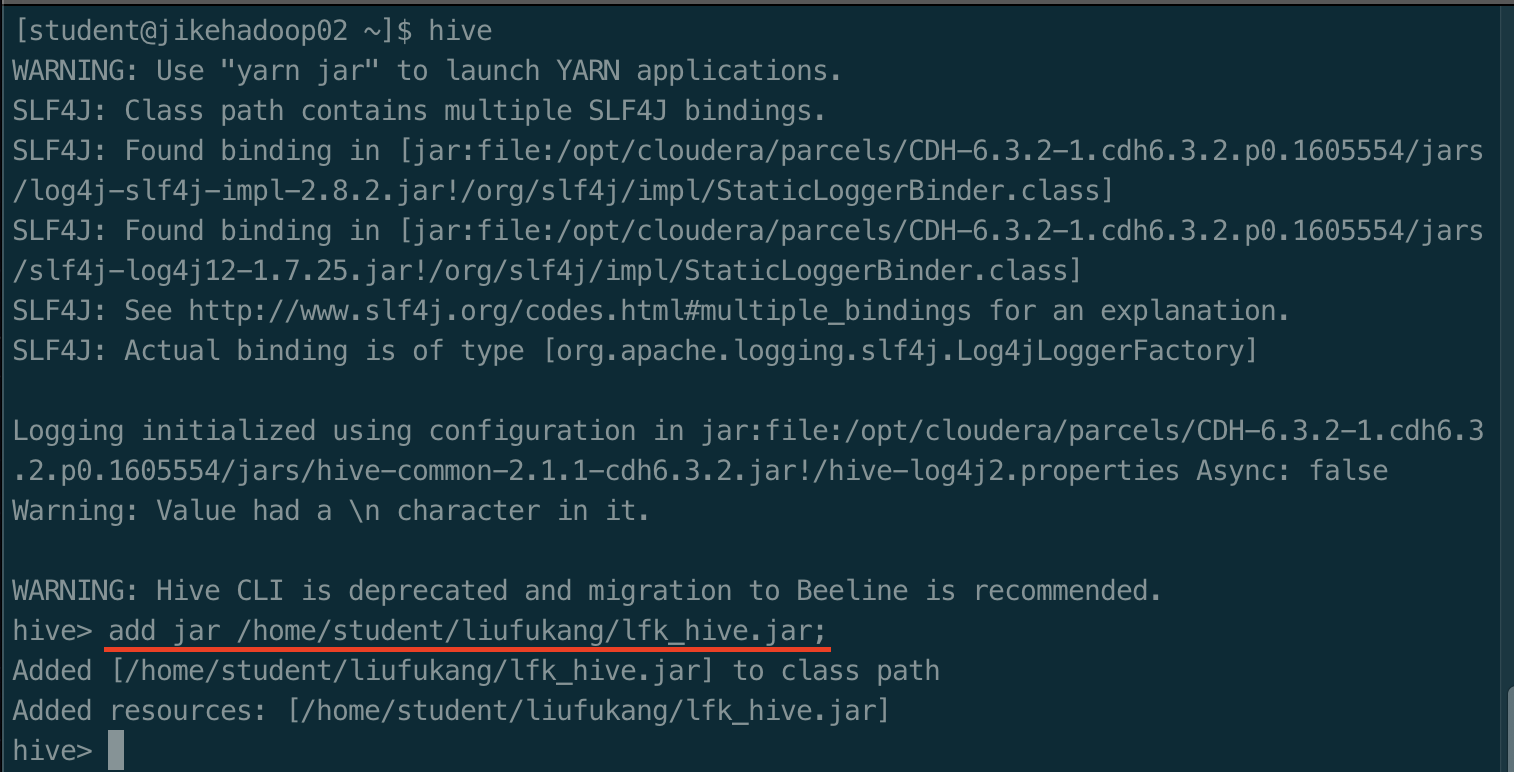 [student@jikehadoop02 ~]$ hive
WARNING: Use "yarn jar" to launch YARN applications.
SLF4J: Class path contains multiple SLF4J bindings.
SLF4J: Found binding in [jar:file:/opt/cloudera/parcels/CDH-6.3.2-1.cdh6.3.2.p0.1605554/jars
/log4j-slf4j-impl-2.8.2.jar!/org/slf4j/impl/StaticLoggerBinder.class]
SLF4J: Found binding in [jar:file:/opt/cloudera/parcels/CDH-6.3.2-1.cdh6.3.2.p0.1605554/jars
/slf4j-log4j12-1.7.25.jar!/org/slf4j/impl/StaticLoggerBinder.class]
SLF4J: See http://www.slf4j.org/codes.html#multiple_bindings for an explanation.
SLF4J: Actual binding is of type [org.apache.logging.slf4j.Log4jLoggerFactory]

Logging initialized using configuration in jar:file:/opt/cloudera/parcels/CDH-6.3.2-1.cdh6.3
.2.p0.1605554/jars/hive-common-2.1.1-cdh6.3.2.jar!/hive-log4j2.properties Async: false
Warning: Value had a \n character in it.

WARNING: Hive CLI is deprecated and migration to Beeline is recommended.
hive> add jar /home/student/liufukang/lfk_hive.jar;
Added [/home/student/liufukang/lfk_hive.jar] to class path
Added resources: [/home/student/liufukang/lfk_hive.jar]
hive>